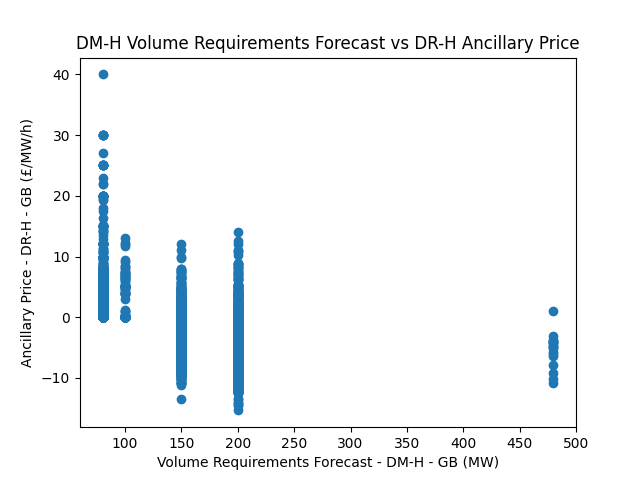 DM-H Volume Requirements Forecast vs DR-H Ancillary Price
Ancillary Price - DR-H - GB (£/MW/h)
40
30
20
10
0
−10
100 150 200 250 300 350 400 450 500
Volume Requirements Forecast - DM-H - GB (MW)